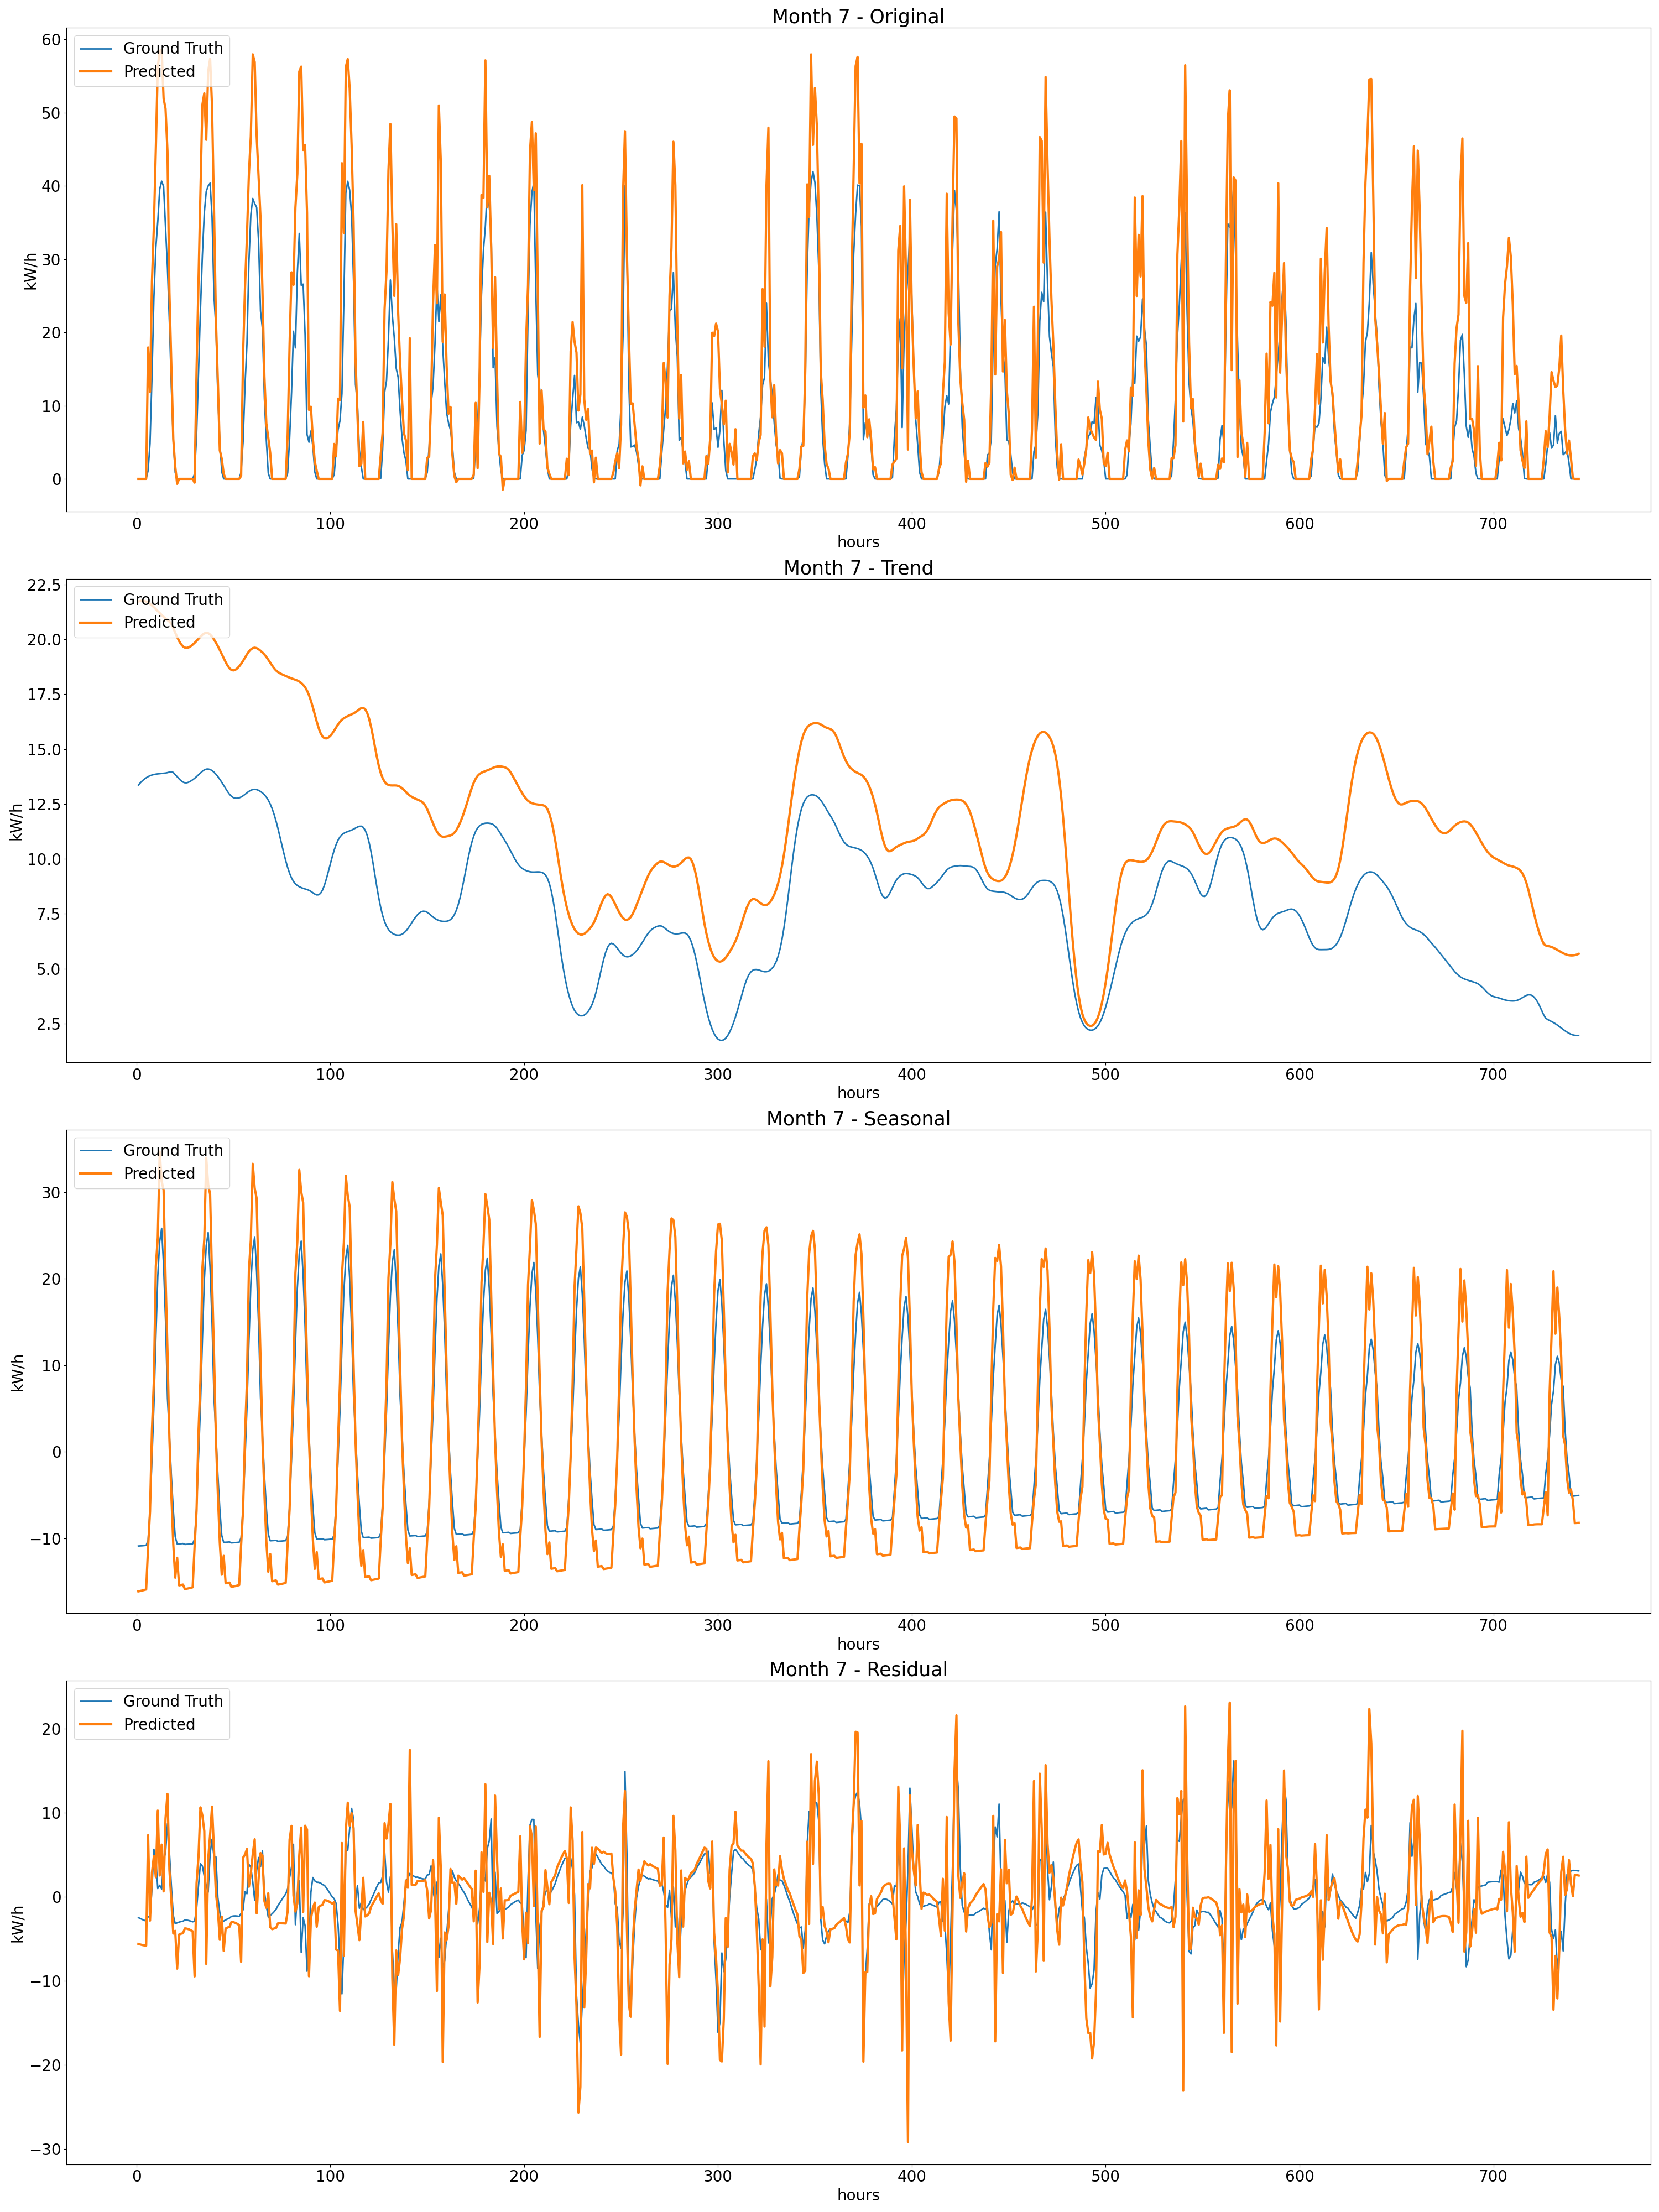 Month 7 - Original
Ground Truth
Predicted
60
50
40
30
20
10
0
kW/h
0 100 200 300 400 500 600 700
hours
Month 7 - Trend
Ground Truth
Predicted
22.5
20.0
17.5
15.0
12.5
10.0
7.5
5.0
2.5
kW/h
0 100 200 300 400 500 600 700
hours
Month 7 - Seasonal
Ground Truth
Predicted
30
20
10
0
−10
kW/h
0 100 200 300 400 500 600 700
hours
Month 7 - Residual
Ground Truth
Predicted
20
10
0
−10
−20
−30
kW/h
0 100 200 300 400 500 600 700
hours